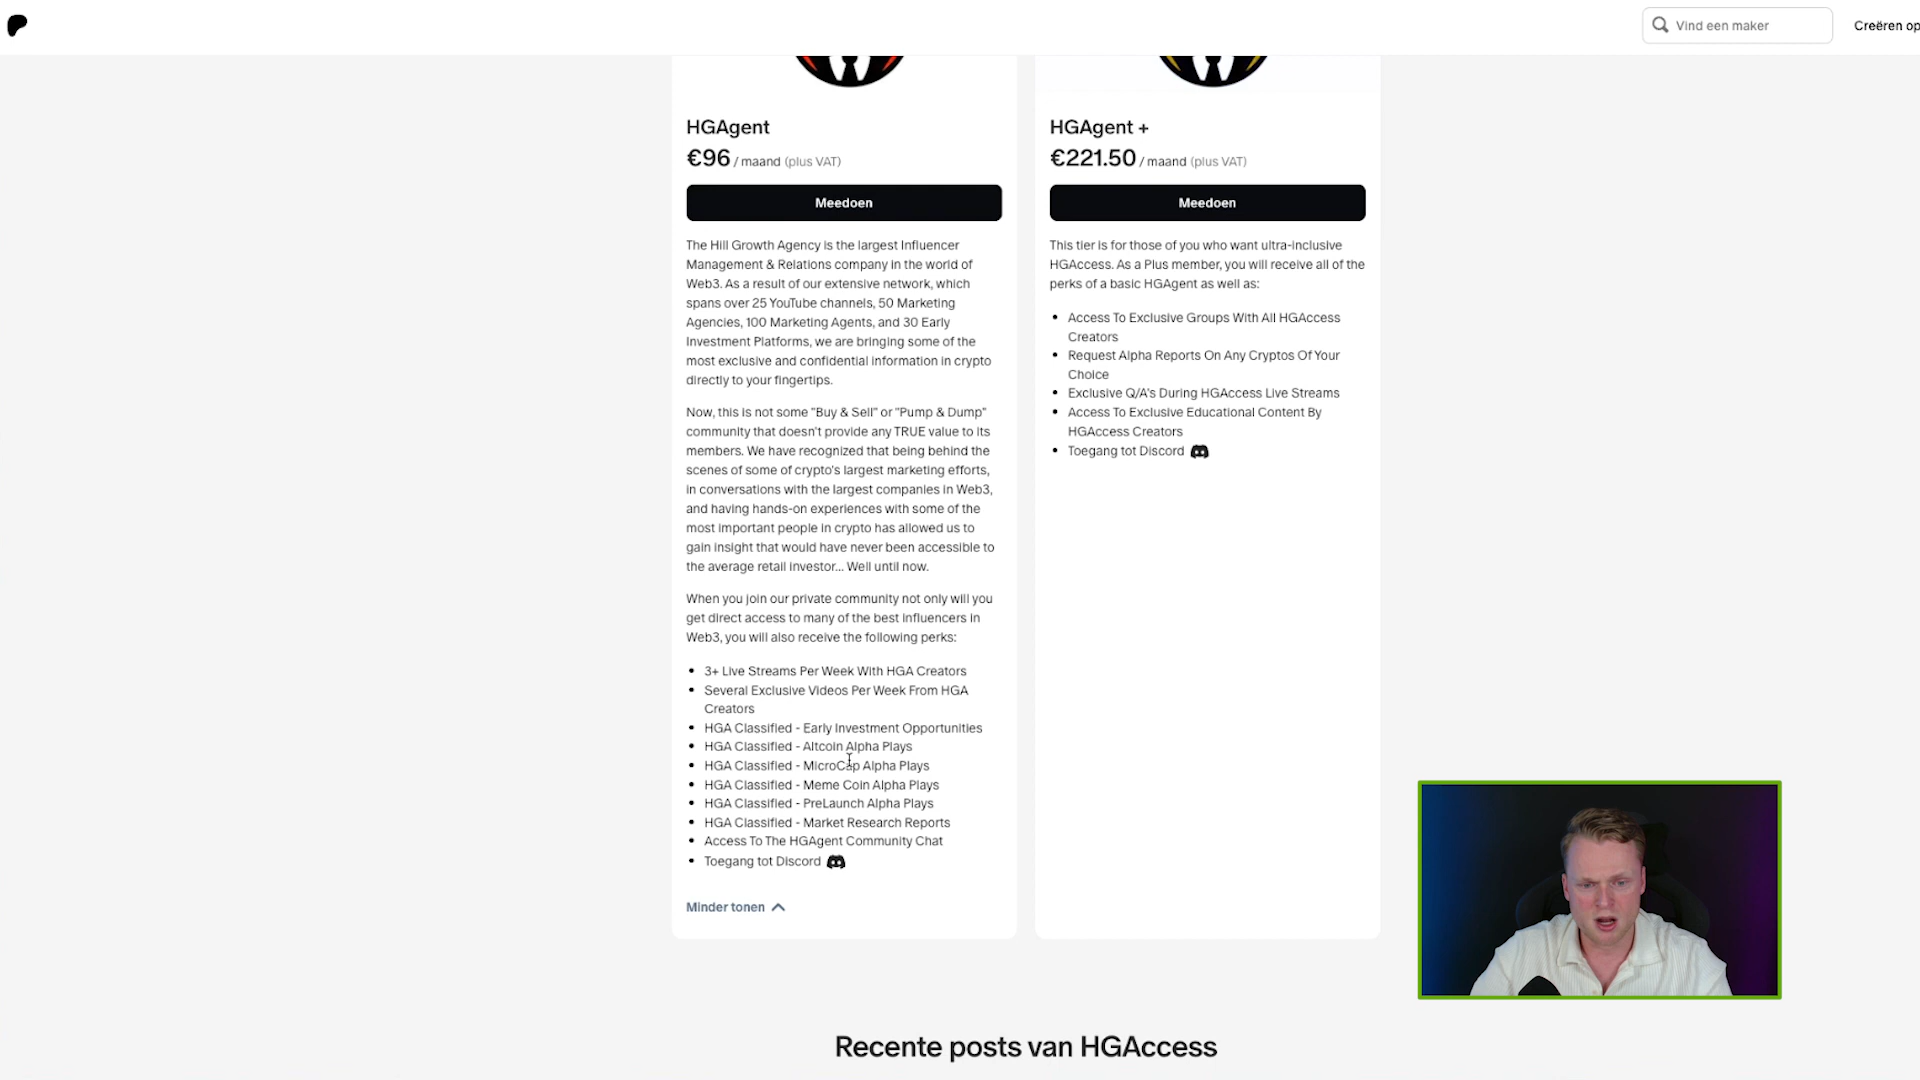 Vind een maker
Creëren op
HGAgent
€96 / maand (plus VAT)
Meedoen
The Hill Growth Agency is the largest Influencer
Management & Relations company in the world of
Web3. As a result of our extensive network, which
spans over 25 YouTube channels, 50 Marketing
Agencies, 100 Marketing Agents, and 30 Early
Investment Platforms, we are bringing some of the
most exclusive and confidential information in crypto
directly to your fingertips.
Now, this is not some "Buy & Sell" or "Pump & Dump"
community that doesn't provide any TRUE value to its
members. We have recognized that being behind the
scenes of some of crypto's largest marketing efforts,
in conversations with the largest companies in Web3,
and having hands-on experiences with some of the
most important people in crypto has allowed us to
gain insight that would have never been accessible to
the average retail investor... Well until now.
When you join our private community not only will you
get direct access to many of the best influencers in
Web3, you will also receive the following perks:
• 3+ Live Streams Per Week With HGA Creators
• Several Exclusive Videos Per Week From HGA
Creators
• HGA Classified - Early Investment Opportunities
• HGA Classified - Altcoin Alpha Plays
• HGA Classified - MicroCap Alpha Plays
• HGA Classified - Meme Coin Alpha Plays
• HGA Classified - PreLaunch Alpha Plays
• HGA Classified - Market Research Reports
• Access To The HGAgent Community Chat
• Toegang tot Discord
Minder tonen
HGAgent +
€221.50 / maand (plus VAT)
Meedoen
This tier is for those of you who want ultra-inclusive
HGAccess. As a Plus member, you will receive all of the
perks of a basic HGAgent as well as:
• Access To Exclusive Groups With All HGAccess
Creators
• Request Alpha Reports On Any Cryptos Of Your
Choice
• Exclusive Q/A's During HGAccess Live Streams
• Access To Exclusive Educational Content By
HGAccess Creators
• Toegang tot Discord
Recente posts van HGAccess